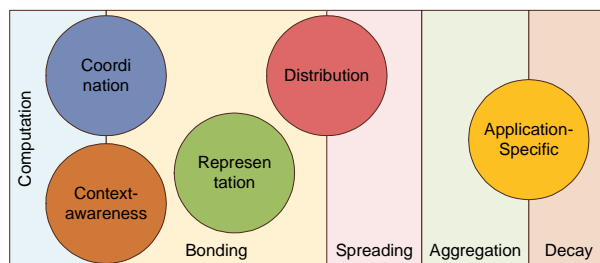 Computation
Coordi
nation
Context-
awareness
Represen
tation
Distribution
Application-
Specific
Bonding
Spreading
Aggregation
Decay